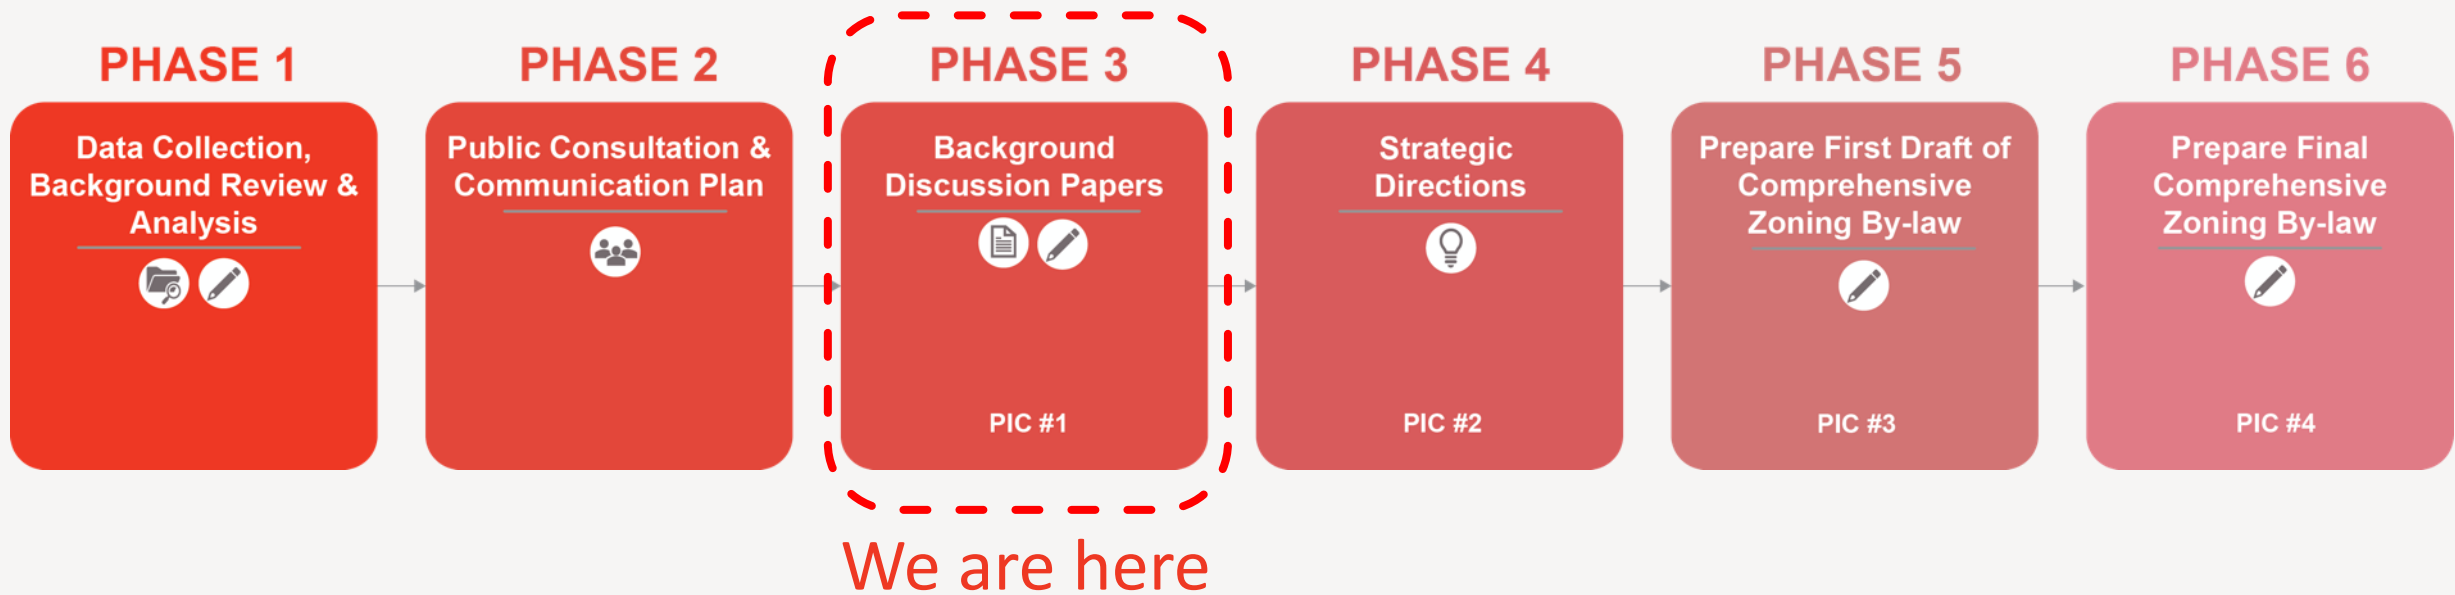 PHASE 1
Data Collection,
Background Review &
Analysis
PHASE 2
Public Consultation &
Communication Plan
PHASE 3
Background
Discussion Papers
PIC #1
PHASE 4
Strategic
Directions
PIC #2
PHASE 5
Prepare First Draft of
Comprehensive
Zoning By-law
PIC #3
PHASE 6
Prepare Final
Comprehensive
Zoning By-law
PIC #4
We are here